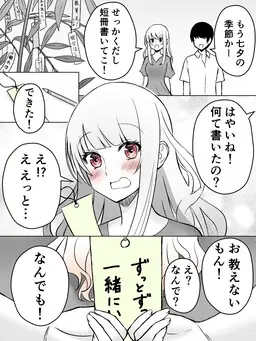 もう七夕の
季節かー
せっかくだし
短冊書いてこ！
できた！
はやいね！
何て書いたの？
え!?
え えっと…
お 教えない
もん！
え？
なんで？
なんでも！
ずっとず
一緒にい